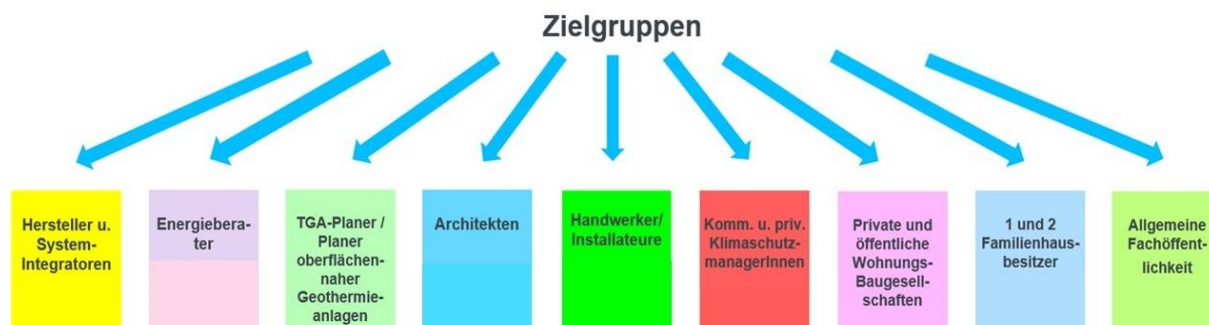 Zielgruppen
Hersteller u.
System-
Integratoren
Energiebera-
ter
TGA-Planer /
Planer
oberflächen-
naher
Geothermie-
anlagen
Architekten
Handwerker/
Installateure
Komm. u. priv.
Klimaschutz-
managerInnen
Private und
öffentliche
Wohnungs-
Baugesell-
schaften
1 und 2
Familienhaus-
besitzer
Allgemeine
Fachöffent-
lichkeit